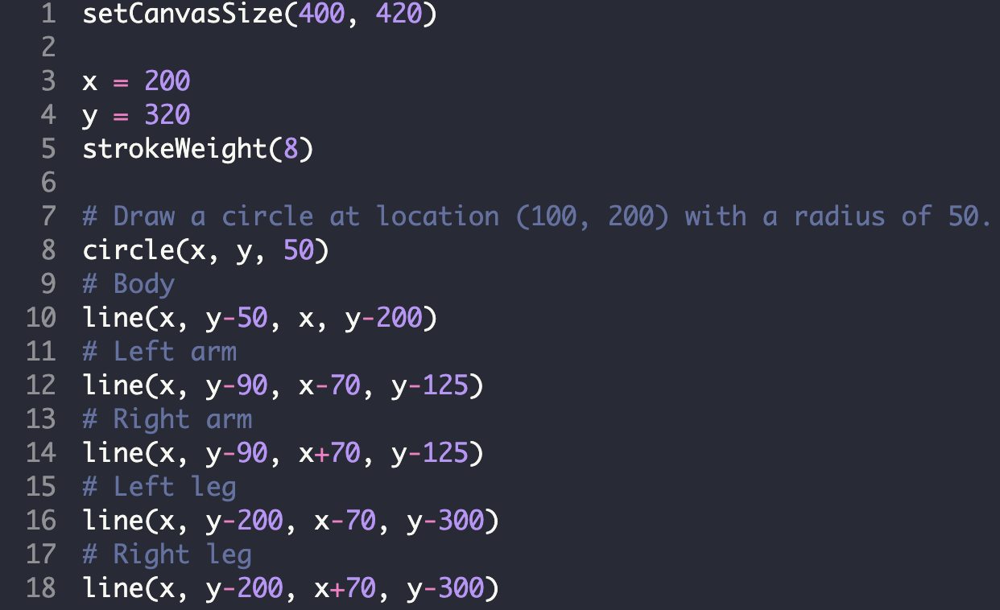 1 setCanvasSize(400, 420)
2
3 x = 200
4 y = 320
5 strokeWeight(8)
6
7 # Draw a circle at location (100, 200) with a radius of 50.
8 circle(x, y, 50)
9 # Body
10 line(x, y-50, x, y-200)
11 # Left arm
12 line(x, y-90, x-70, y-125)
13 # Right arm
14 line(x, y-90, x+70, y-125)
15 # Left leg
16 line(x, y-200, x-70, y-300)
17 # Right leg
18 line(x, y-200, x+70, y-300)